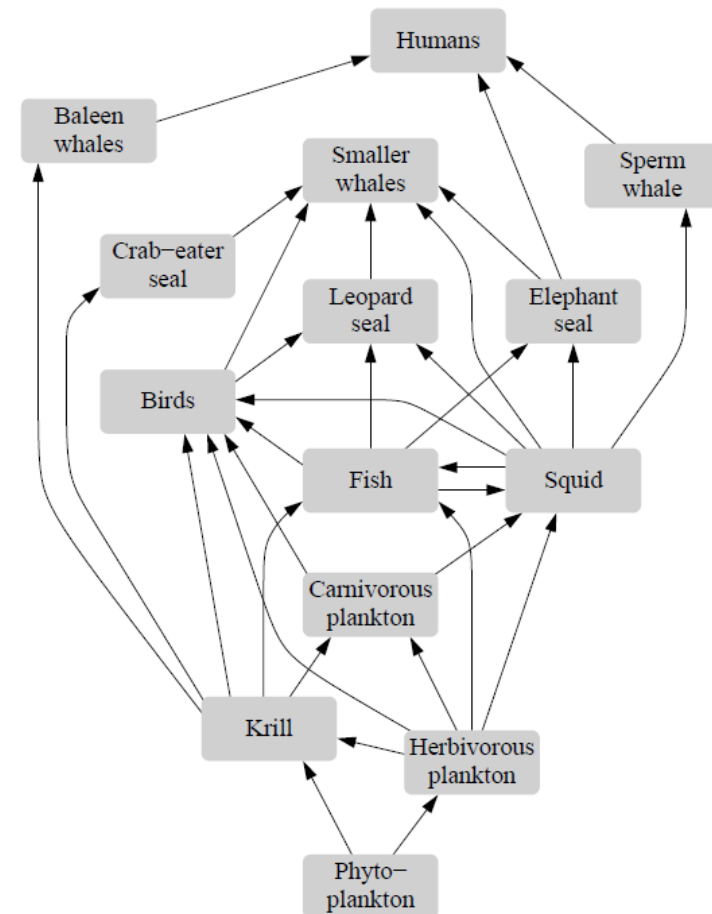 Humans
Baleen
whales
Smaller
whales
Sperm
whale
Crab−eater
seal
Leopard
seal
Elephant
seal
Birds
Fish
Squid
Carnivorous
plankton
Krill
Herbivorous
plankton
Phyto−
plankton